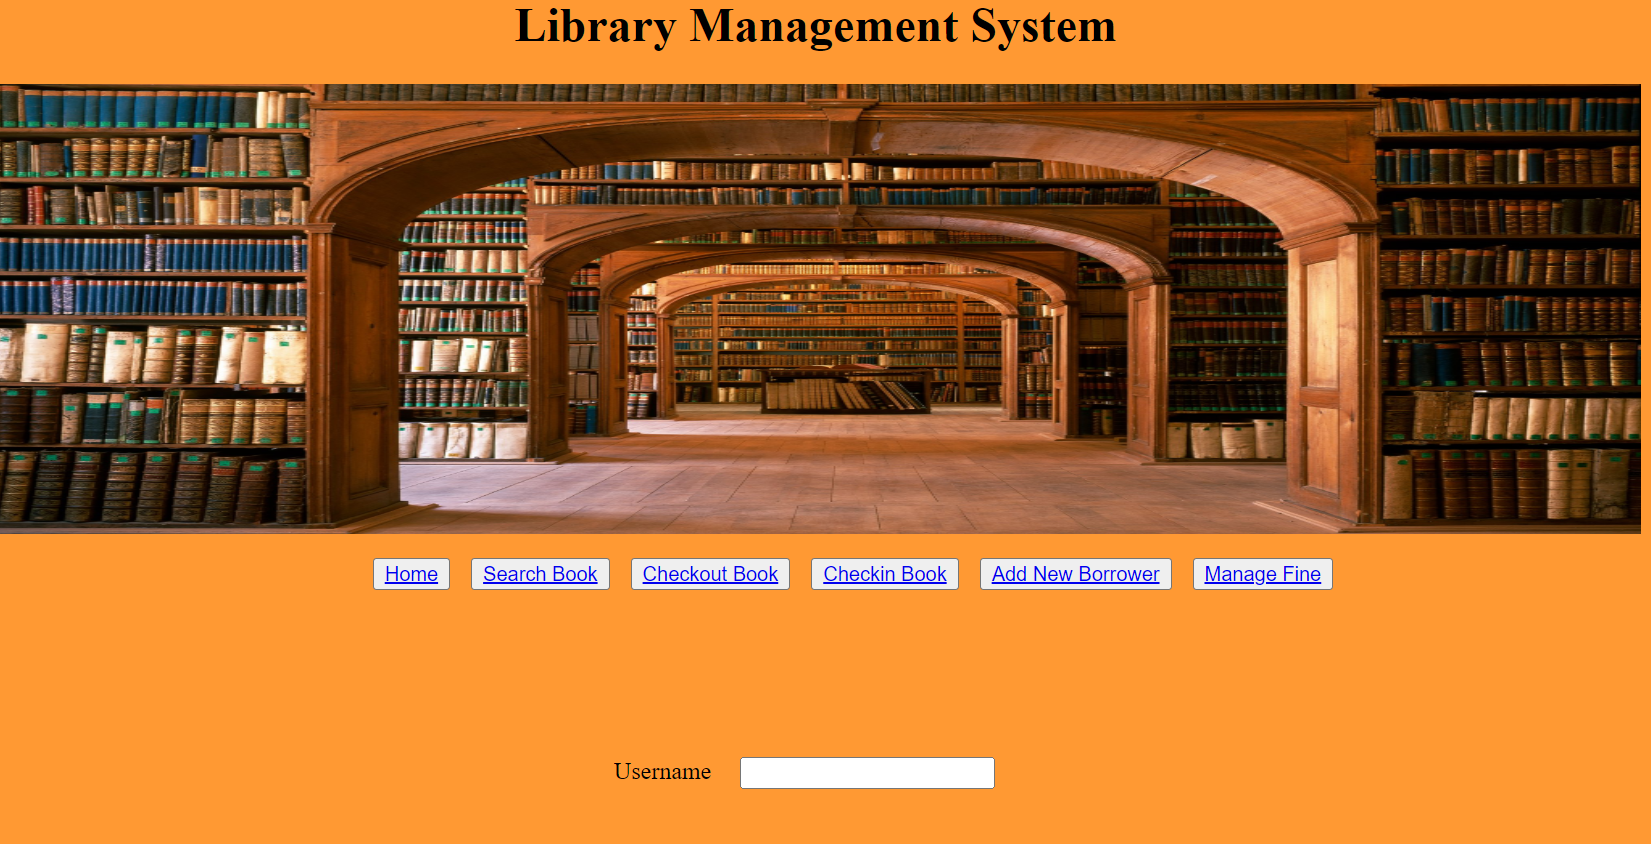 Library Management System
Home Search Book Checkout Book Checkin Book Add New Borrower Manage Fine
Username